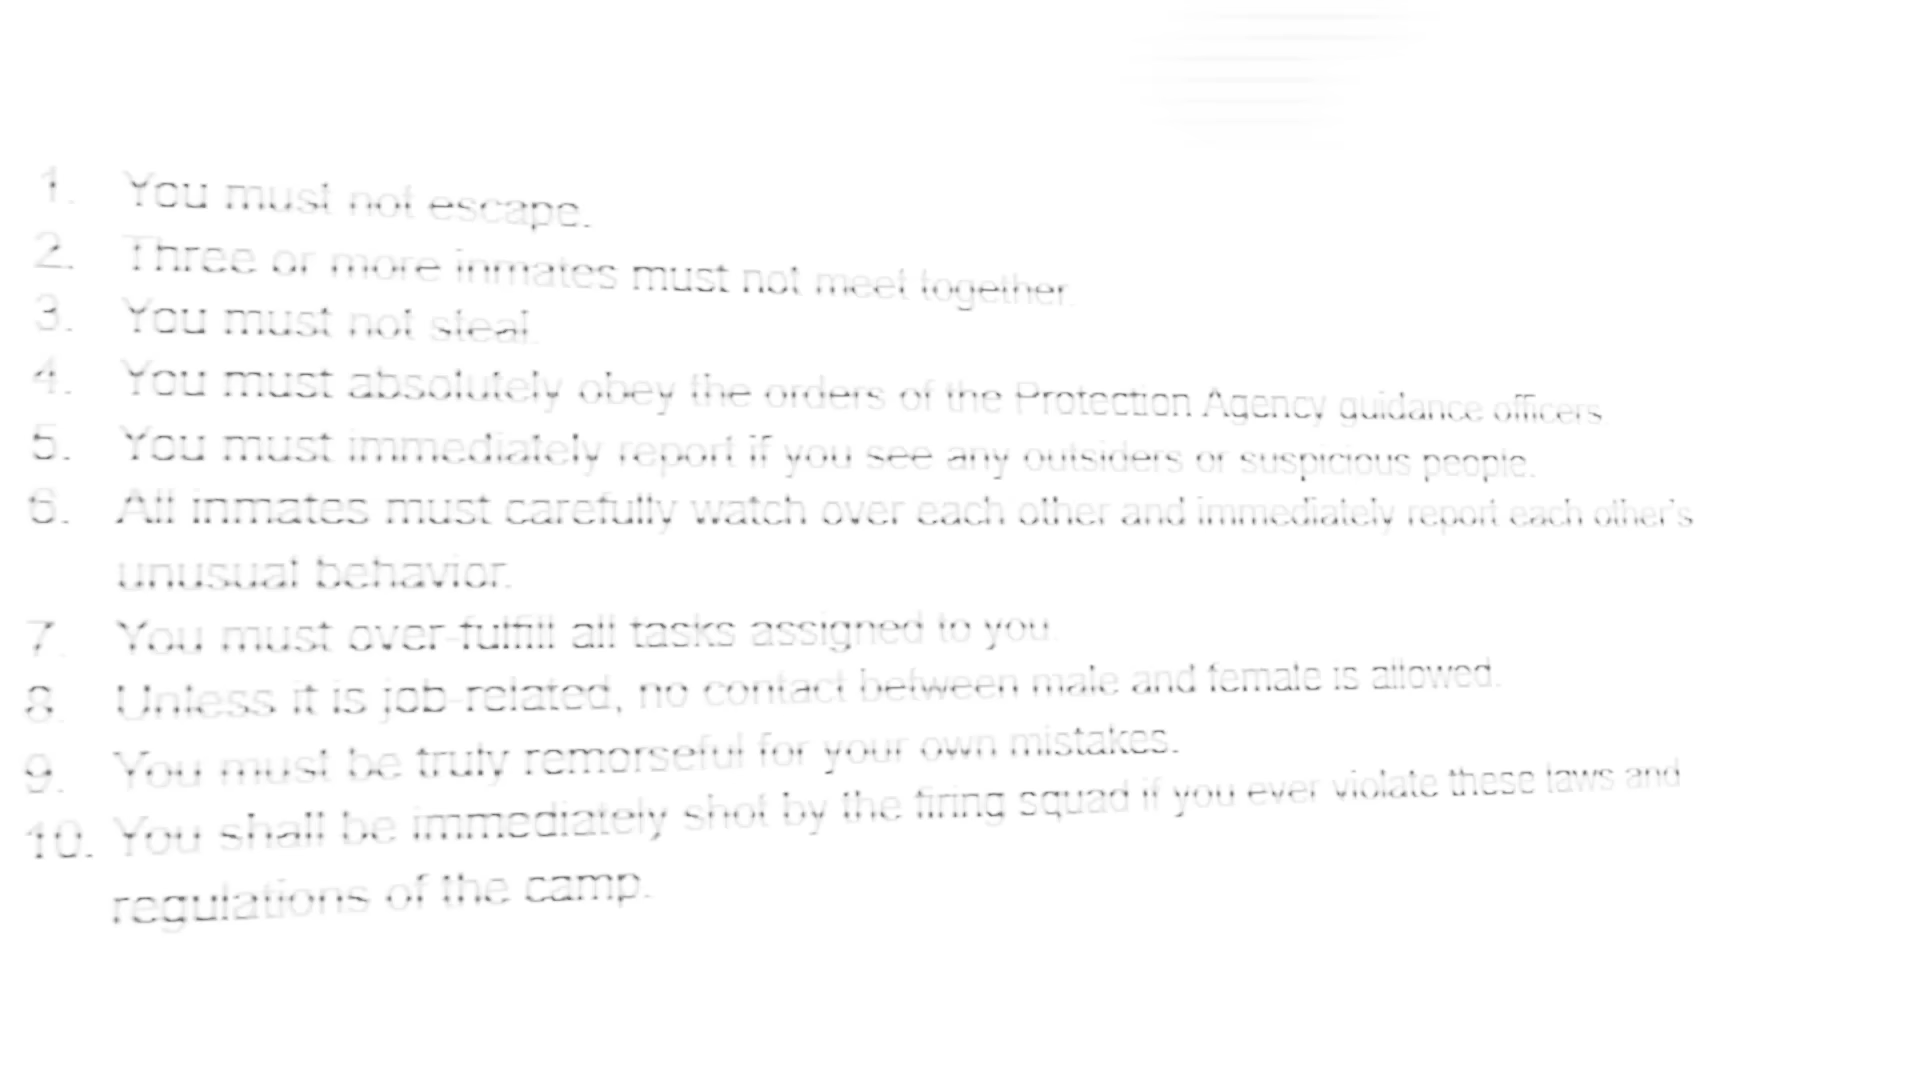 1. You must not escape.
2. Three or more inmates must not meet together.
3. You must not steal.
4. You must absolutely obey the orders of the Protection Agency guidance officers.
5. You must immediately report if you see any outsiders or suspicious people.
6. All inmates must carefully watch over each other and immediately report each other's
unusual behavior.
7. You must over-fulfill all tasks assigned to you.
8. Unless it is job-related, no contact between male and female is allowed.
9. You must be truly remorseful for your own mistakes.
10. You shall be immediately shot by the firing squad if you ever violate these laws and
regulations of the camp.